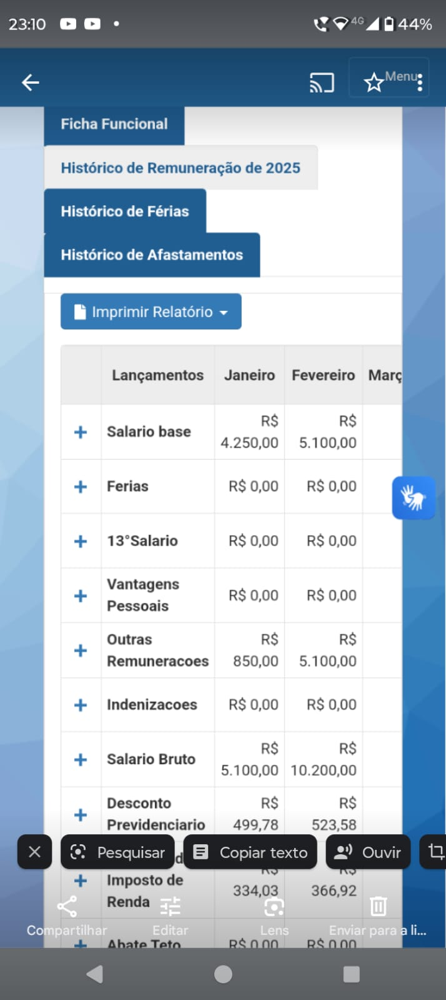 23:10
4G
44%
Menu
Ficha Funcional
Histórico de Remuneração de 2025
Histórico de Férias
Histórico de Afastamentos
Imprimir Relatório
Lançamentos Janeiro Fevereiro Març
Salario base R$ 4.250,00 R$ 5.100,00
Ferias R$ 0,00 R$ 0,00
13°Salario R$ 0,00 R$ 0,00
Vantagens
Pessoais R$ 0,00 R$ 0,00
Outras R$ R$
Remuneracoes 850,00 5.100,00
Indenizacoes R$ 0,00 R$ 0,00
Salario Bruto R$ 5.100,00 R$ 10.200,00
Desconto R$ R$
Previdenciario 499,78 523,58
Pesquisar
Copiar texto
Ouvir
R$ R$
Imposto de 334,03 366,92
Renda
Compartilhar Editar Lens Enviar para a li...
Abate Teto R$ 0,00 R$ 0,00